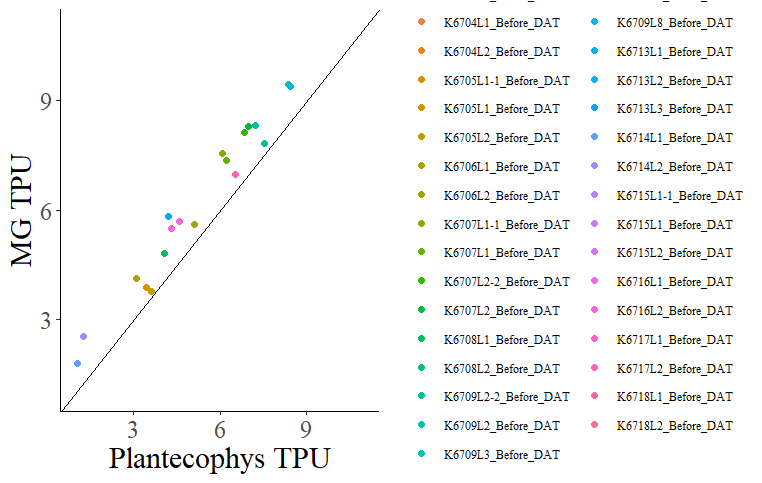 9
6
3
MG TPU
3 6 9
Plantecophys TPU
K6704L1_Before_DAT
K6704L2_Before_DAT
K6705L1-1_Before_DAT
K6705L1_Before_DAT
K6705L2_Before_DAT
K6706L1_Before_DAT
K6706L2_Before_DAT
K6707L1-1_Before_DAT
K6707L1_Before_DAT
K6707L2-2_Before_DAT
K6707L2_Before_DAT
K6708L1_Before_DAT
K6708L2_Before_DAT
K6709L2-2_Before_DAT
K6709L2_Before_DAT
K6709L3_Before_DAT
K6709L8_Before_DAT
K6713L1_Before_DAT
K6713L2_Before_DAT
K6713L3_Before_DAT
K6714L1_Before_DAT
K6714L2_Before_DAT
K6715L1-1_Before_DAT
K6715L1_Before_DAT
K6715L2_Before_DAT
K6716L1_Before_DAT
K6716L2_Before_DAT
K6717L1_Before_DAT
K6717L2_Before_DAT
K6718L1_Before_DAT
K6718L2_Before_DAT